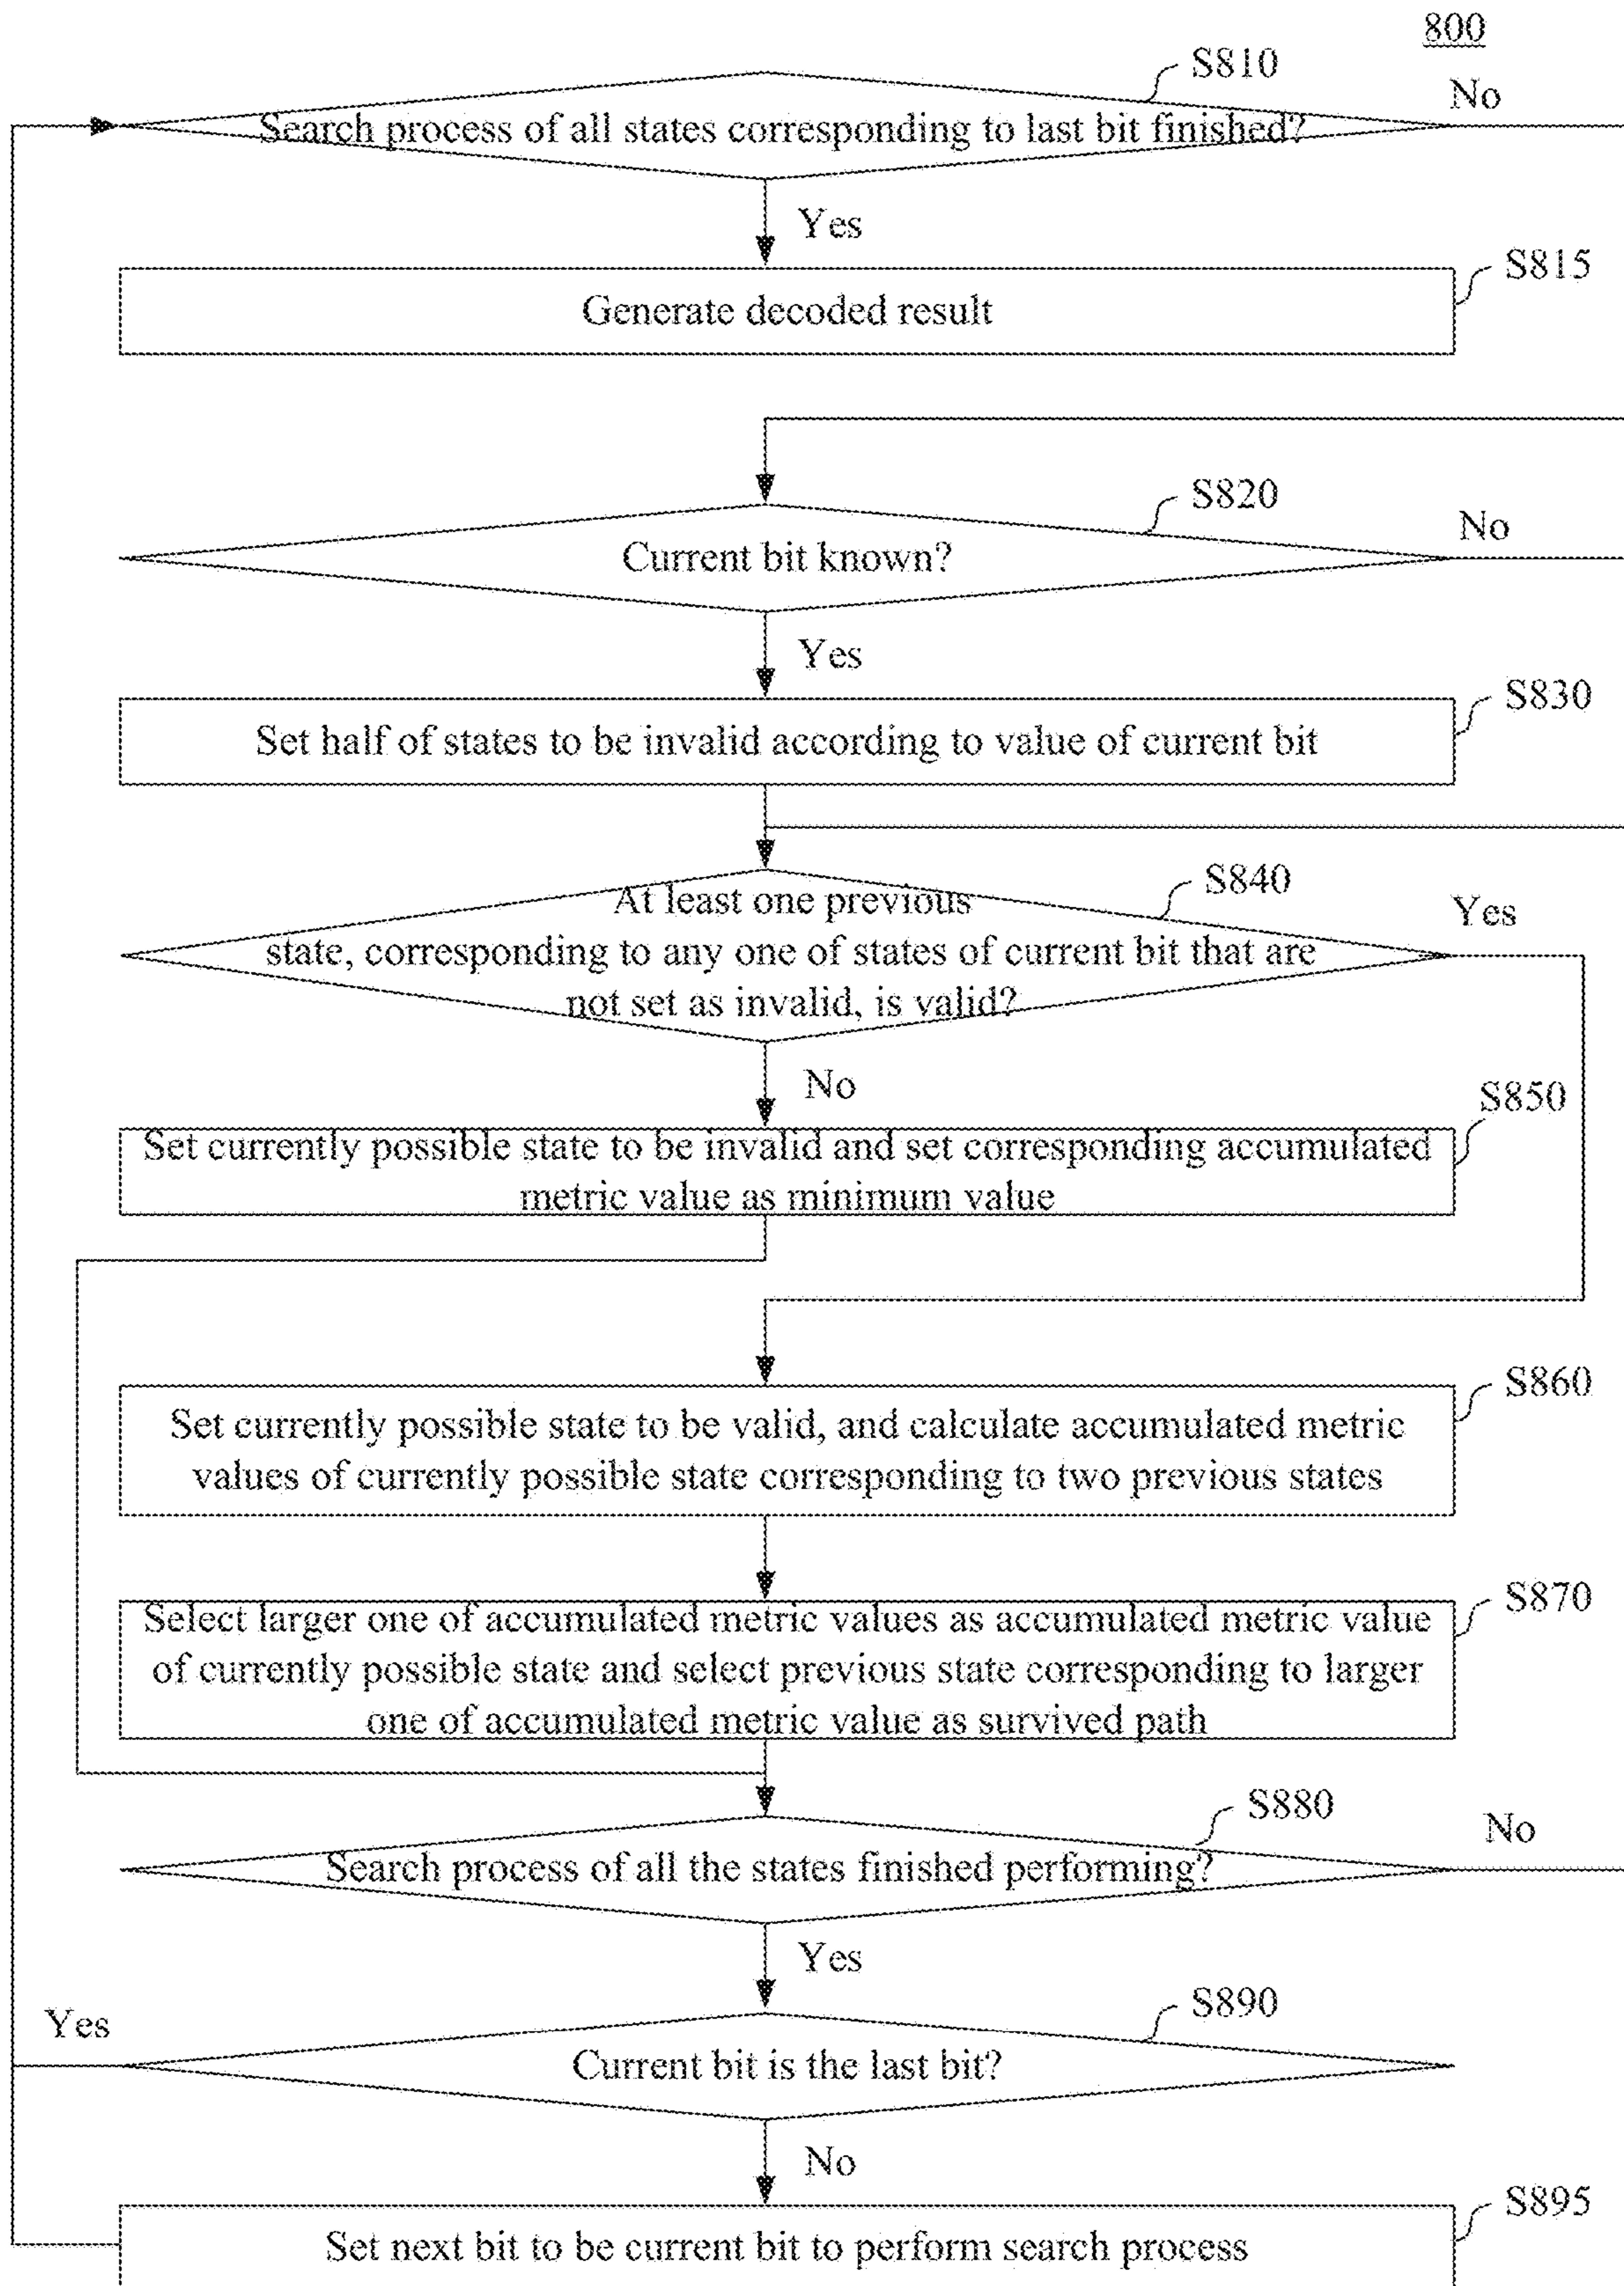 800
S810
No
Search process of all states corresponding to last bit finished?
Yes
S815
Generate decoded result
S820
No
Current bit known?
Yes
S830
Set half of states to be invalid according to value of current bit
S840
Yes
At least one previous
state, corresponding to any one of states of current bit that are
not set as invalid, is valid?
No
S850
Set currently possible state to be invalid and set corresponding accumulated
metric value as minimum value
S860
Set currently possible state to be valid, and calculate accumulated metric
values of currently possible state corresponding to two previous states
S870
Select larger one of accumulated metric values as accumulated metric value
of currently possible state and select previous state corresponding to larger
one of accumulated metric value as survived path
S880
No
Search process of all the states finished performing?
Yes
S890
Yes
Current bit is the last bit?
No
S895
Set next bit to be current bit to perform search process